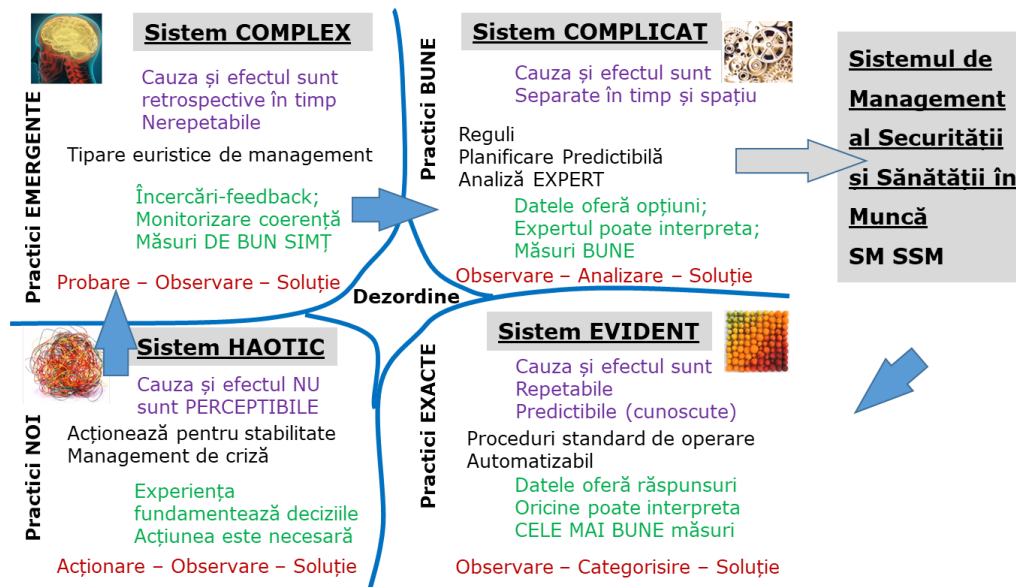 Practici EMERGENTE
Sistem COMPLEX
Cauza și efectul sunt
retrospective în timp
Nerepetabile
Tipare euristice de management
Încercări-feedback;
Monitorizare coerență
Măsuri DE BUN SIMȚ
Probare – Observare – Soluție
Practici BUNE
Sistem COMPLICAT
Cauza și efectul sunt
Separate în timp și spațiu
Reguli
Planificare Predictibilă
Analiză EXPERT
Datele oferă opțiuni;
Expertul poate interpreta;
Măsuri BUNE
Observare – Analizare – Soluție
Sistemul de
Management
al Securității
și Sănătății în
Muncă
SM SSM
Dezordine
Practici NOI
Sistem HAOTIC
Cauza și efectul NU
sunt PERCEPTIBILE
Acționează pentru stabilitate
Management de criză
Experiența
fundamentează deciziile
Acțiunea este necesară
Acționare – Observare – Soluție
Practici EXACTE
Sistem EVIDENT
Cauza și efectul sunt
Repetabile
Predictibile (cunoscute)
Proceduri standard de operare
Automatizabil
Datele oferă răspunsuri
Oricine poate interpreta
CELE MAI BUNE măsuri
Observare – Categorisire – Soluție